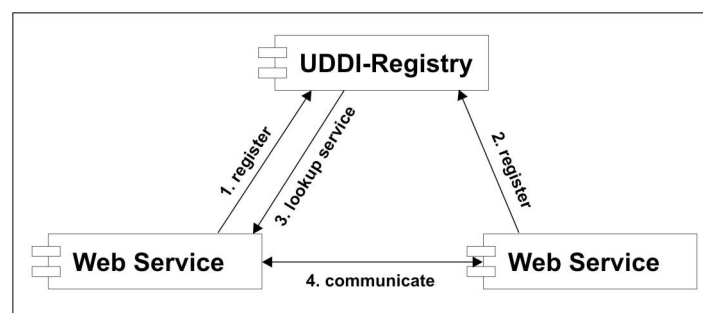 UDDI-Registry
1. register
3. lookup service
2. register
Web Service
4. communicate
Web Service